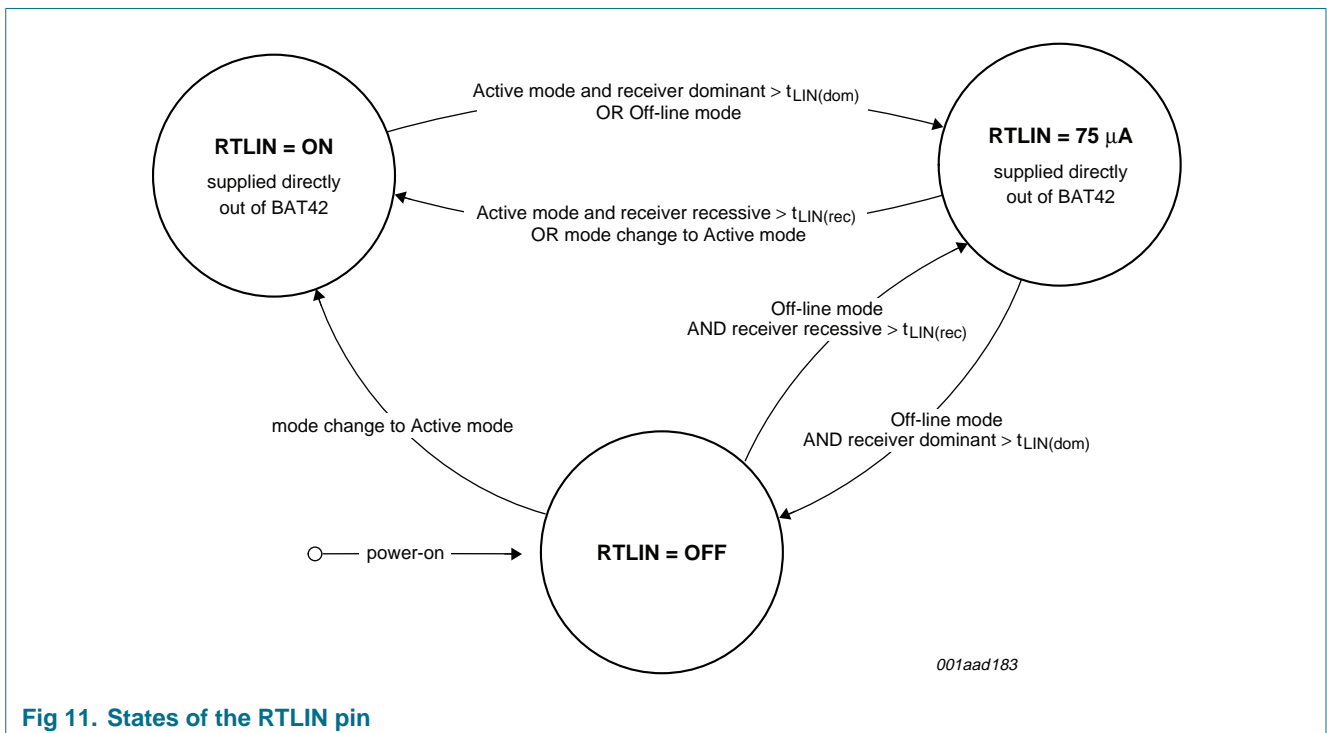 Active mode and receiver dominant > tLIN(dom)
OR Off-line mode
RTLIN = ON
supplied directly
out of BAT42
RTLIN = 75 μA
supplied directly
out of BAT42
Active mode and receiver recessive > tLIN(rec)
OR mode change to Active mode
Off-line mode
AND receiver recessive > tLIN(rec)
mode change to Active mode
Off-line mode
AND receiver dominant > tLIN(dom)
power-on
RTLIN = OFF
001aad183
Fig 11. States of the RTLIN pin